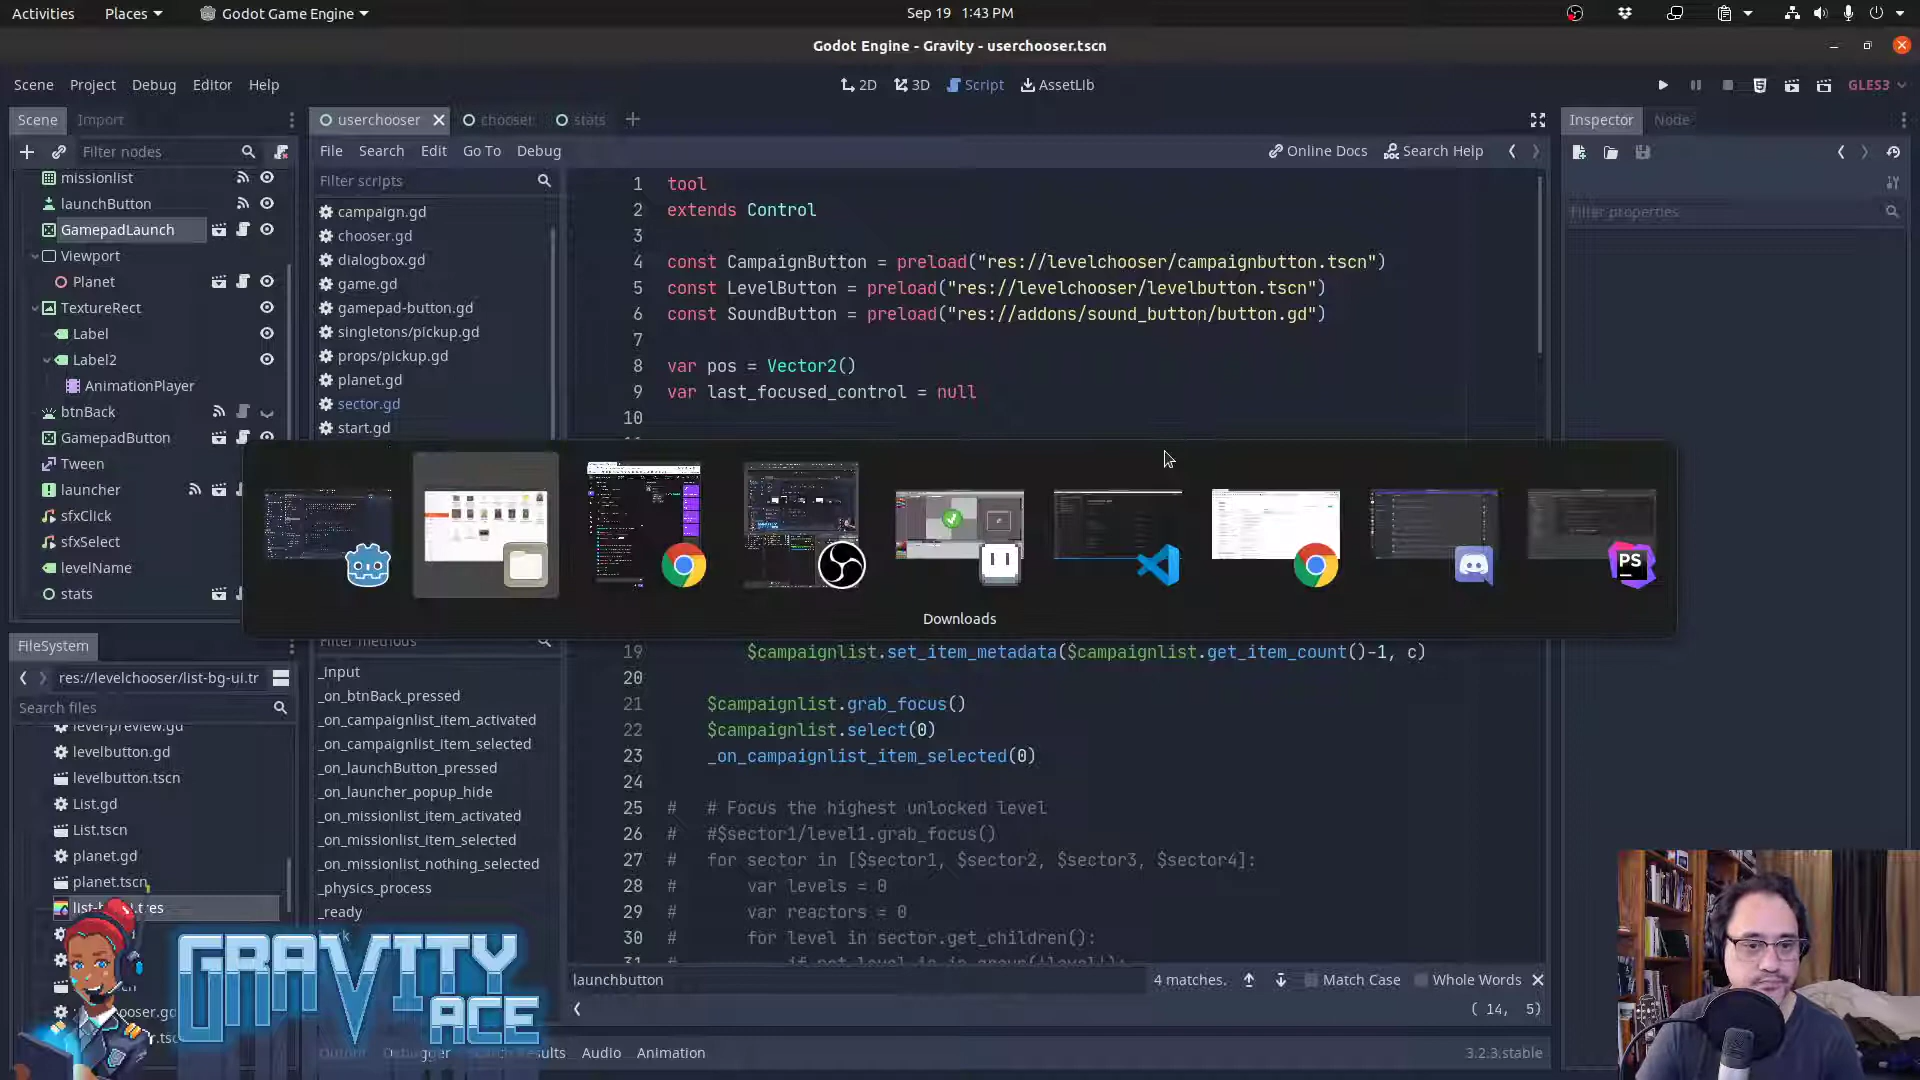 Activities
Places
Godot Game Engine
Sep 19 1:43 PM
Godot Engine - Gravity - userchooser.tscn
Scene Project Debug Editor Help
2D 3D Script AssetLib
GLES3
Scene Import
userchooser chooser stats
Inspector Node
Filter nodes
File Search Edit Go To Debug
Online Docs Search Help
missionlist
launchButton
GamepadLaunch
Viewport
Planet
TextureRect
Label
Label2
AnimationPlayer
btnBack
GamepadButton
Tween
launcher
sfxClick
sfxSelect
levelName
stats
Filter scripts
campaign.gd
chooser.gd
dialogbox.gd
game.gd
gamepad-button.gd
singletons/pickup.gd
props/pickup.gd
planet.gd
sector.gd
start.gd
1 tool
2 extends Control
3
4 const CampaignButton = preload("res://levelchooser/campaignbutton.tscn")
5 const LevelButton = preload("res://levelchooser/levelbutton.tscn")
6 const SoundButton = preload("res://addons/sound_button/button.gd")
7
8 var pos = Vector2()
9 var last_focused_control = null
10
Filter properties
PS
Downloads
FileSystem
res://levelchooser/list-bg-ui.tr
Search files
level-preview.gd
levelbutton.gd
levelbutton.tscn
List.gd
List.tscn
planet.gd
planet.tscn
Filter methods
_input
_on_btnBack_pressed
_on_campaignlist_item_activated
_on_campaignlist_item_selected
_on_launchButton_pressed
_on_launcher_popup_hide
_on_missionlist_item_activated
_on_missionlist_item_selected
_on_missionlist_nothing_selected
_physics_process
_ready
19 $campaignlist.set_item_metadata($campaignlist.get_item_count()-1, c)
20
21 $campaignlist.grab_focus()
22 $campaignlist.select(0)
23 _on_campaignlist_item_selected(0)
24
25 # # Focus the highest unlocked level
26 # #$sector1/level1.grab_focus()
27 # for sector in [$sector1, $sector2, $sector3, $sector4]:
28 # var levels = 0
29 # var reactors = 0
30 # for level in sector.get_children():
launchbutton
4 matches.
Match Case
Whole Words
( 14, 5)
GRAVITY
ACE
Audio Animation
3.2.3.stable